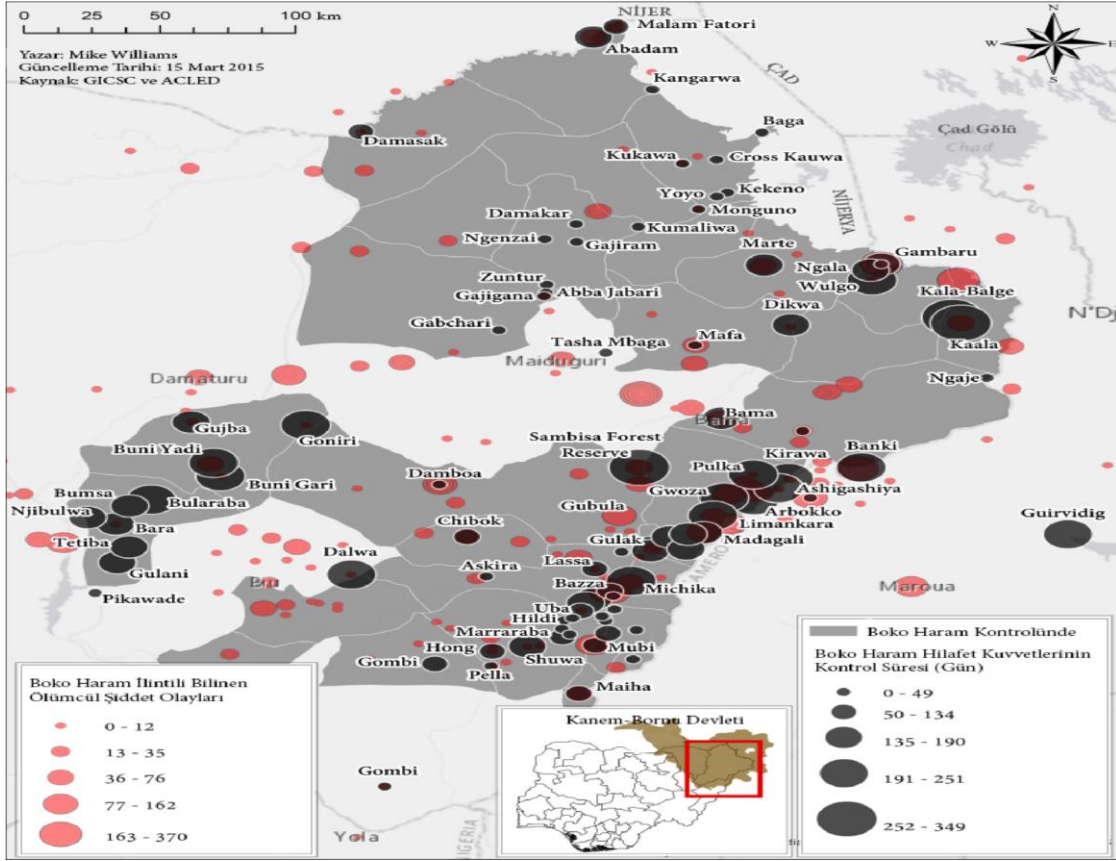 0 25 50 100 km
Yazar: Mike Williams
Güncelleme Tarihi: 15 Mart 2015
Kaynak: GICSC ve ACLED
NİJER
Malam Fatori
Abadam
Kangarwa
ÇAD
W E
N
S
Baga
Damasak
Çad Gölü
Chad
Kukawa
Cross Kauwa
Yoyo
Kekeno
NİJERYA
Monguno
Damakar
Kumaliwa
Ngenzai
Gajiram
Marte
Gambaru
Ngala
Wulgo
Zuntur
Abba Jabari
Gajigana
Kala-Balge
Dikwa
N'Dj
Gabchari
Mafa
Tasha Mbaga
Kaala
Maiduguri
Ngaje
Damaturu
Bama
Bama
Gujba
Goniri
Sambisa Forest
Reserve
Buni Yadi
Kirawa
Banki
Pulka
Damboa
Buni Gari
Gwoza
Ashigashiya
Bumsa
Bularaba
Arbokko
Njibulwa
Gubula
Guirvidig
Bara
Chibok
Limankara
Madagali
Tetiba
Gulak
Dalwa
Lassa
CAMERO
Gulani
Askira
Biu
Bazza
Michika
Maroua
Pikawade
Uba
Hildi
Marraraba
Hong
Mubi
Gombi
Shuwa
Pella
Maiha
Boko Haram İlintili Bilinen
Ölümcül Şiddet Olayları
0 - 12
13 - 35
36 - 76
77 - 162
163 - 370
Gombi
Yola
NIGERIA
Kanem-Bornu Devleti
Boko Haram Kontrolünde
Boko Haram Hilafet Kuvvetlerinin
Kontrol Süresi (Gün)
0 - 49
50 - 134
135 - 190
191 - 251
252 - 349